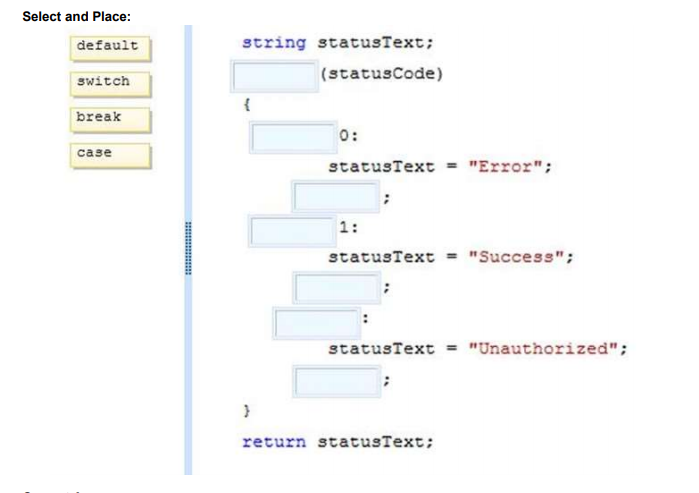 Select and Place:
default
switch
break
case
string statusText;
(statusCode)
{
0:
statusText = "Error";
;
1:
statusText = "Success";
;
:
statusText = "Unauthorized";
;
}
return statusText;